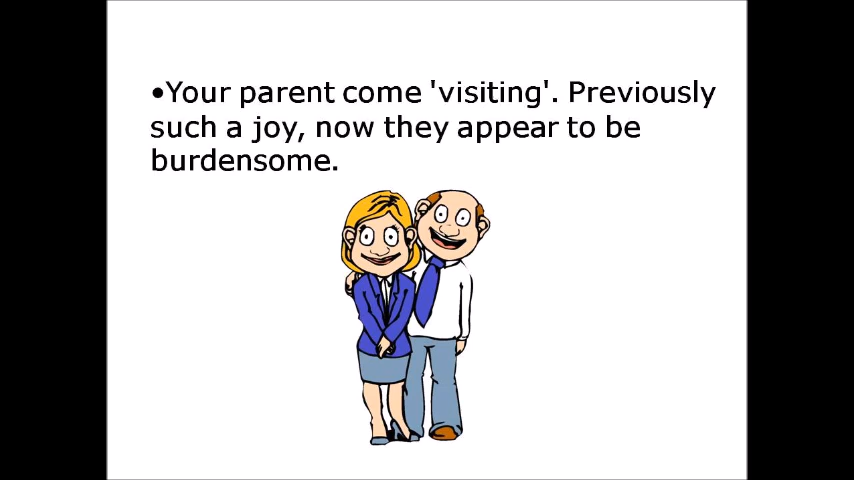 •Your parent come 'visiting'. Previously
such a joy, now they appear to be
burdensome.